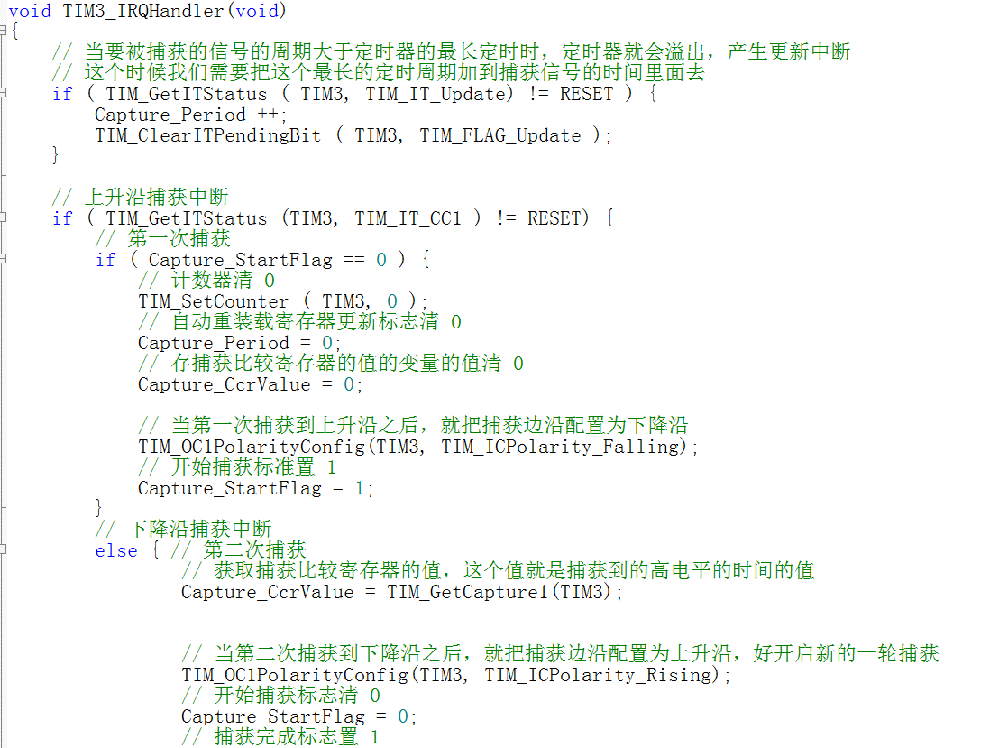 void TIM3_IRQHandler(void)
{
    // 当要被捕获的信号的周期大于定时器的最长定时时，定时器就会溢出，产生更新中断
    // 这个时候我们需要把这个最长的定时周期加到捕获信号的时间里面去
    if ( TIM_GetITStatus ( TIM3, TIM_IT_Update) != RESET ) {
        Capture_Period ++;
        TIM_ClearITPendingBit ( TIM3, TIM_FLAG_Update );
    }
    // 上升沿捕获中断
    if ( TIM_GetITStatus (TIM3, TIM_IT_CC1 ) != RESET) {
        // 第一次捕获
        if ( Capture_StartFlag == 0 ) {
            // 计数器清 0
            TIM_SetCounter ( TIM3, 0 );
            // 自动重装载寄存器更新标志清 0
            Capture_Period = 0;
            // 存捕获比较寄存器的值的变量的值清 0
            Capture_CcrValue = 0;
            // 当第一次捕获到上升沿之后，就把捕获边沿配置为下降沿
            TIM_OC1PolarityConfig(TIM3, TIM_ICPolarity_Falling);
            // 开始捕获标准置 1
            Capture_StartFlag = 1;
        }
        // 下降沿捕获中断
        else { // 第二次捕获
                // 获取捕获比较寄存器的值，这个值就是捕获到的高电平的时间的值
                Capture_CcrValue = TIM_GetCapture1(TIM3);
                // 当第二次捕获到下降沿之后，就把捕获边沿配置为上升沿，好开启新的一轮捕获
                TIM_OC1PolarityConfig(TIM3, TIM_ICPolarity_Rising);
                // 开始捕获标志清 0
                Capture_StartFlag = 0;
                // 捕获完成标志置 1